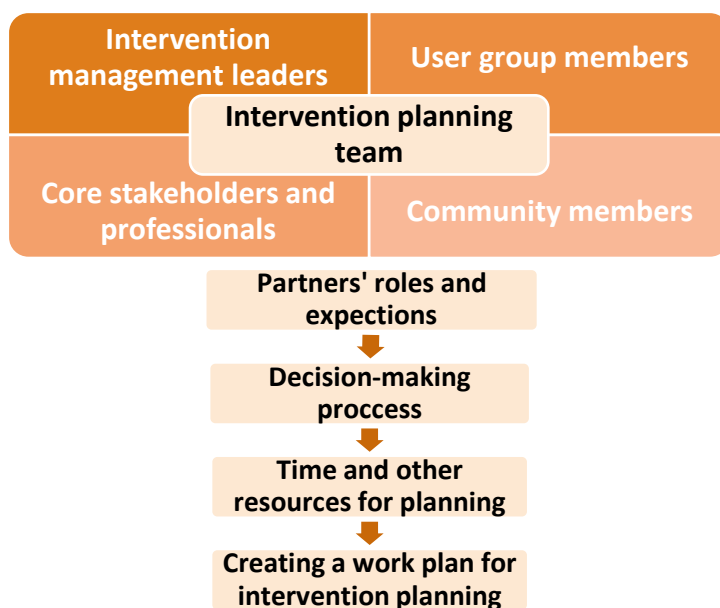 Intervention
management leaders
User group members
Intervention planning
team
Core stakeholders and
professionals
Community members
Partners' roles and
expections
Decision-making
proccess
Time and other
resources for planning
Creating a work plan for
intervention planning